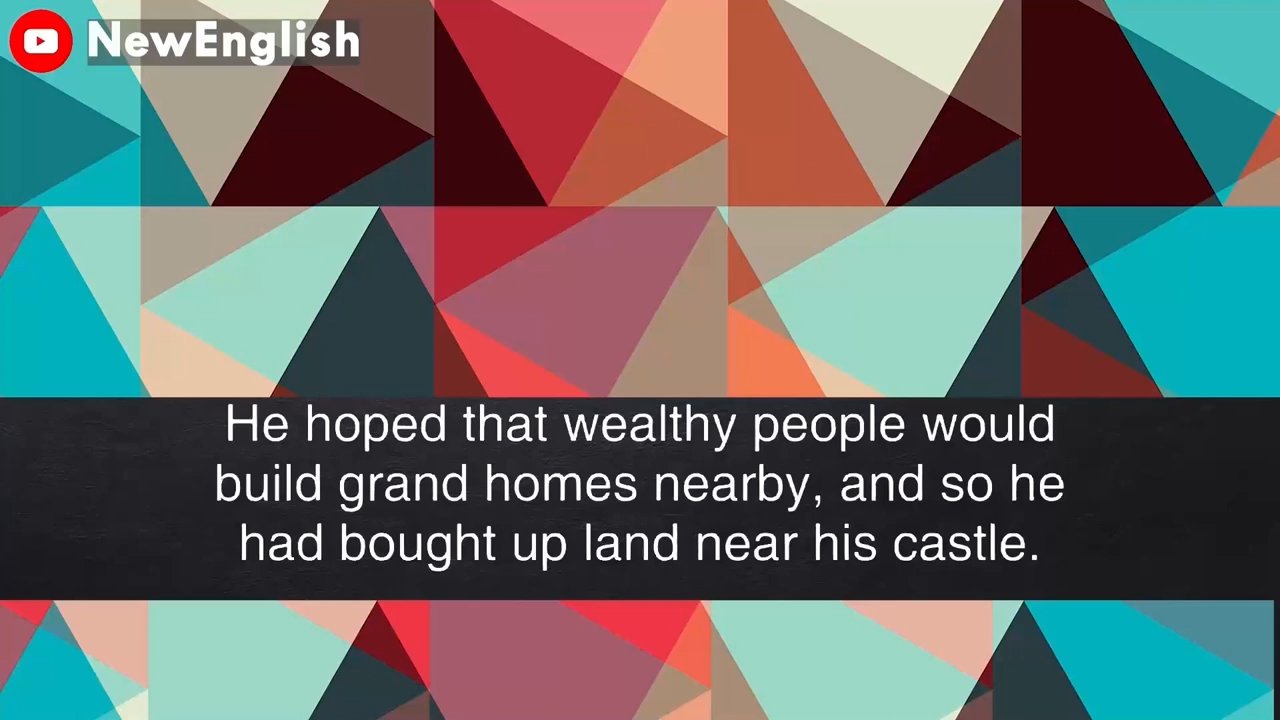 NewEnglish
He hoped that wealthy people would
build grand homes nearby, and so he
had bought up land near his castle.